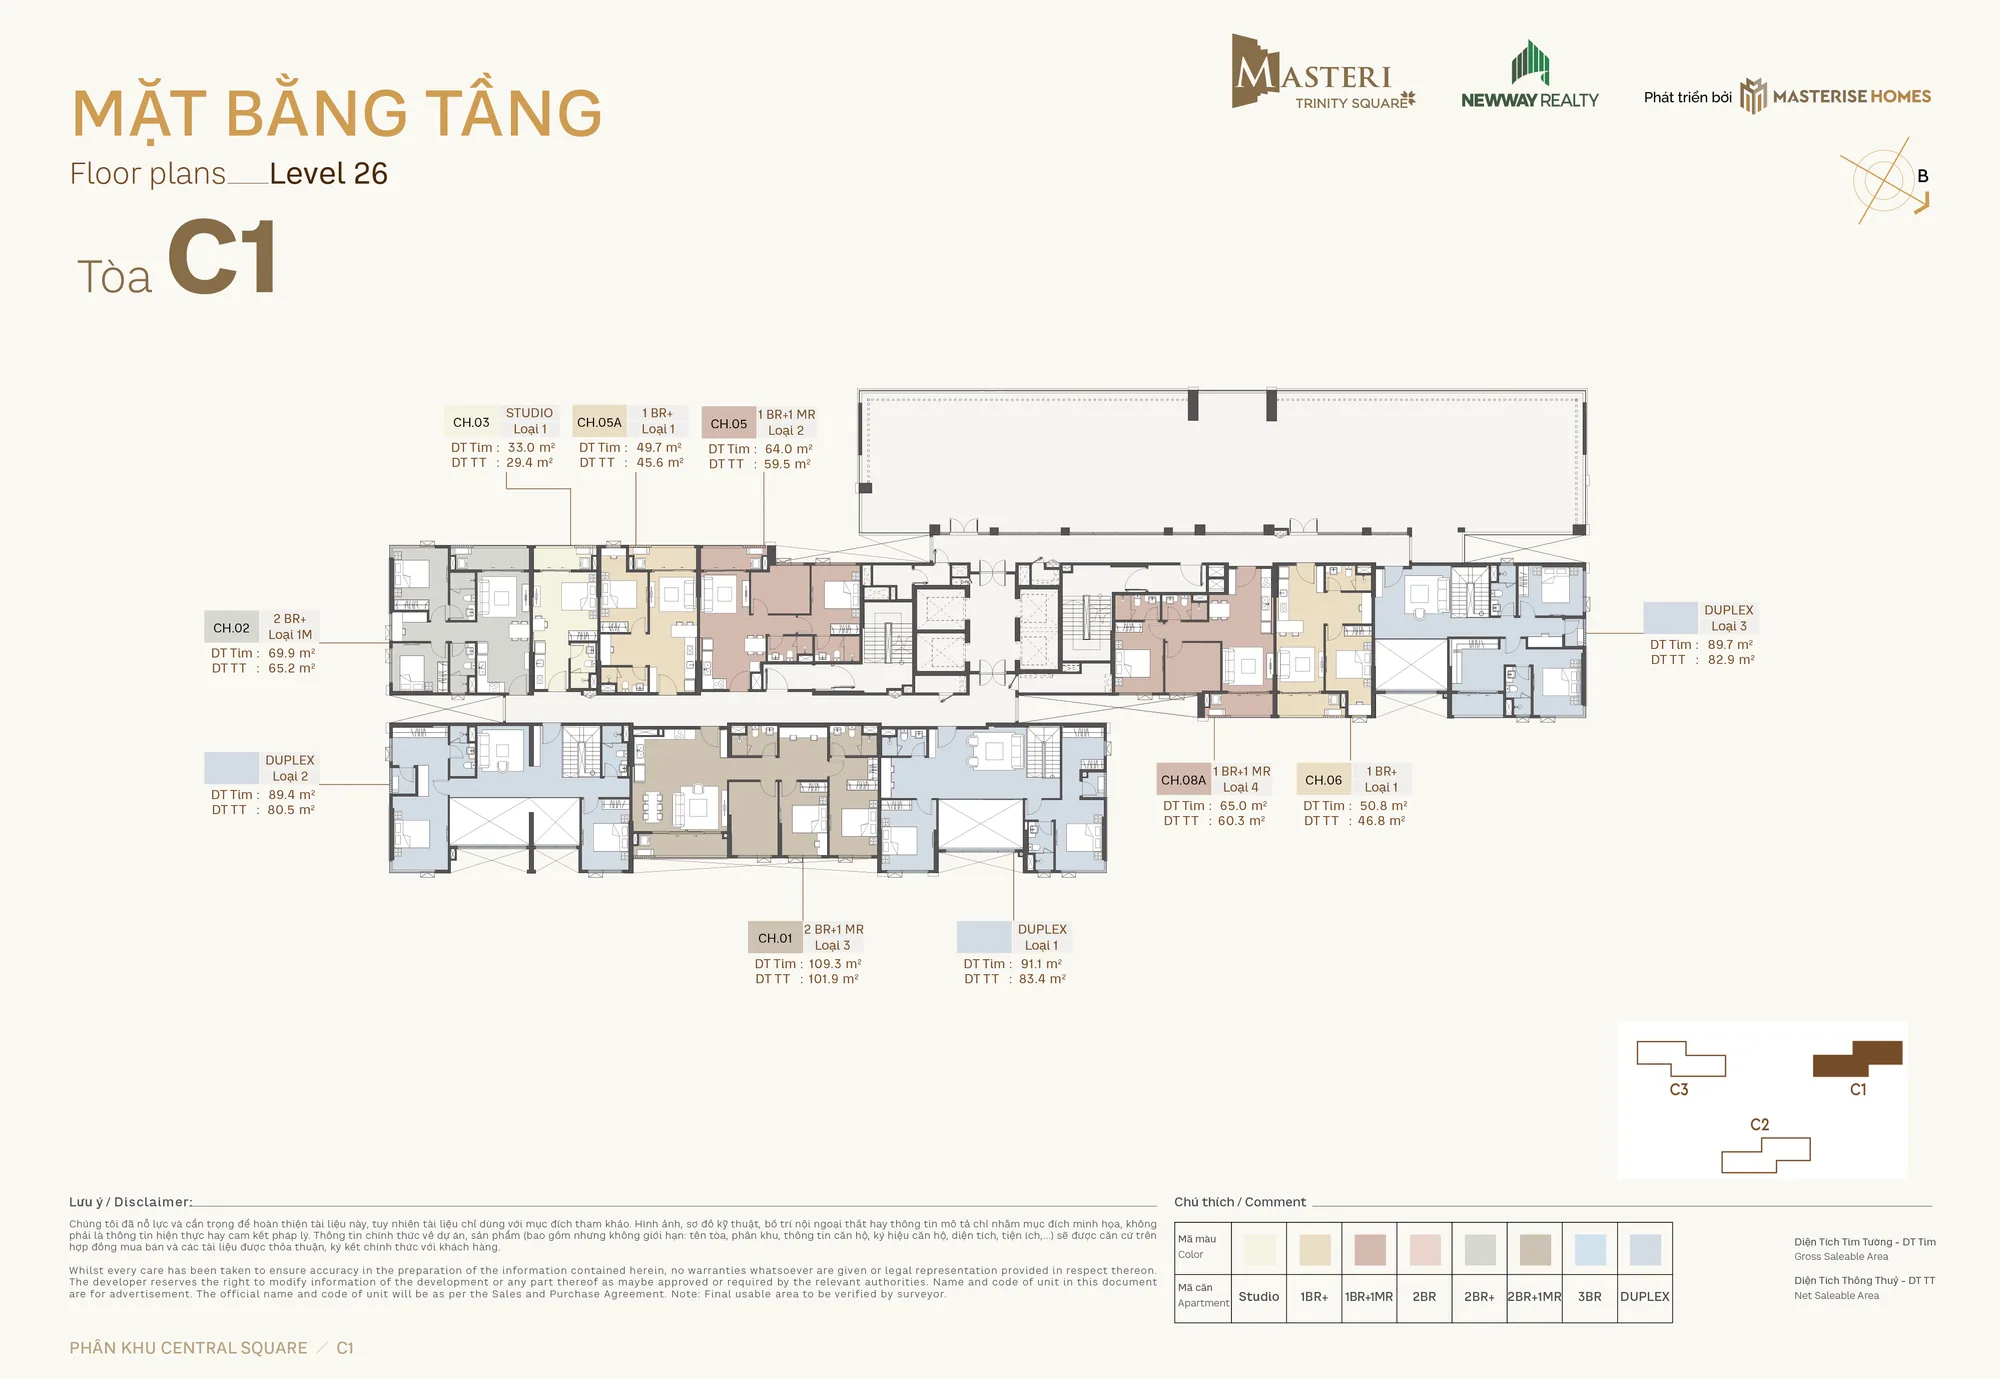 MẶT BẰNG TẦNG
Floor plans___Level 26
Tòa C1
MASTERI
TRINITY SQUARE
NEWWAY REALTY
Phát triển bởi MASTERISE HOMES
B
CH.03 STUDIO
Loại 1
DT Tim : 33.0 m²
DT TT : 29.4 m²
CH.05A 1 BR+
Loại 1
DT Tim : 49.7 m²
DT TT : 45.6 m²
CH.05 1 BR+1 MR
Loại 2
DT Tim : 64.0 m²
DT TT : 59.5 m²
CH.02 2 BR+
Loại 1M
DT Tim : 69.9 m²
DT TT : 65.2 m²
DUPLEX
Loại 3
DT Tim : 89.7 m²
DT TT : 82.9 m²
DUPLEX
Loại 2
DT Tim : 89.4 m²
DT TT : 80.5 m²
CH.08A 1 BR+1 MR
Loại 4
DT Tim : 65.0 m²
DT TT : 60.3 m²
CH.06 1 BR+
Loại 1
DT Tim : 50.8 m²
DT TT : 46.8 m²
CH.01 2 BR+1 MR
Loại 3
DT Tim : 109.3 m²
DT TT : 101.9 m²
DUPLEX
Loại 1
DT Tim : 91.1 m²
DT TT : 83.4 m²
C3
C1
C2
Lưu ý / Disclaimer:
Chúng tôi đã nỗ lực và cẩn trọng để hoàn thiện tài liệu này, tuy nhiên tài liệu chỉ dùng với mục đích tham khảo. Hình ảnh, sơ đồ kỹ thuật, bố trí nội ngoại thất hay thông tin mô tả chỉ nhằm mục đích minh họa, không
phải là thông tin hiện thực hay cam kết pháp lý. Thông tin chính thức về dự án, sản phẩm (bao gồm nhưng không giới hạn: tên tòa, phân khu, thông tin căn hộ, ký hiệu căn hộ, diện tích, tiện ích,...) sẽ được căn cứ trên
hợp đồng mua bán và các tài liệu được thỏa thuận, ký kết chính thức với khách hàng.
Whilst every care has been taken to ensure accuracy in the preparation of the information contained herein, no warranties whatsoever are given or legal representation provided in respect thereron.
The developer reserves the right to modify information of the development or any part thereof as maybe approved or required by the relevant authorities. Name and code of unit in this document
are for advertisement. The official name and code of unit will be as per the Sales and Purchase Agreement. Note: Final usable area to be verified by surveyor.
Chú thích / Comment
Mã màu
Color
Mã căn
Apartment
Studio 1BR+ 1BR+1MR 2BR 2BR+ 2BR+1MR 3BR DUPLEX
Diện Tích Tim Tường - DT Tim
Gross Saleable Area
Diện Tích Thông Thuỷ - DT TT
Net Saleable Area
PHÂN KHU CENTRAL SQUARE / C1